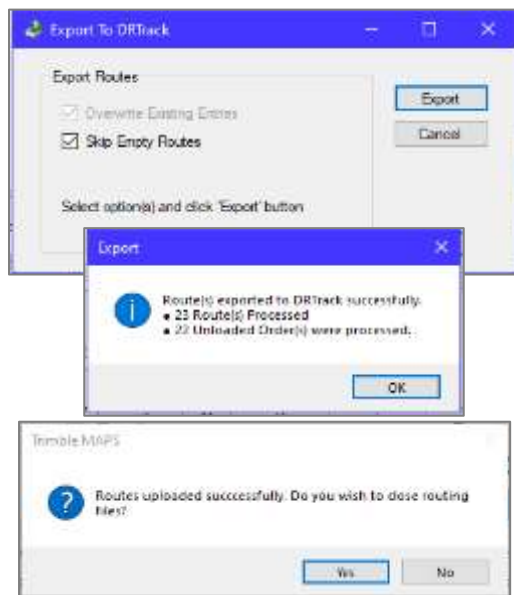 Export To DRTrack
Export Routes
Overwrite Existing Entries
Skip Empty Routes
Export
Cancel
Select option(s) and click 'Export' button
Export
Route(s) exported to DRTrack successfully.
• 23 Route(s) Processed
• 22 Unloaded Order(s) were processed.
OK
Trimble MAPS
Routes uploaded succcessfully. Do you wish to close routing
files?
Yes
No